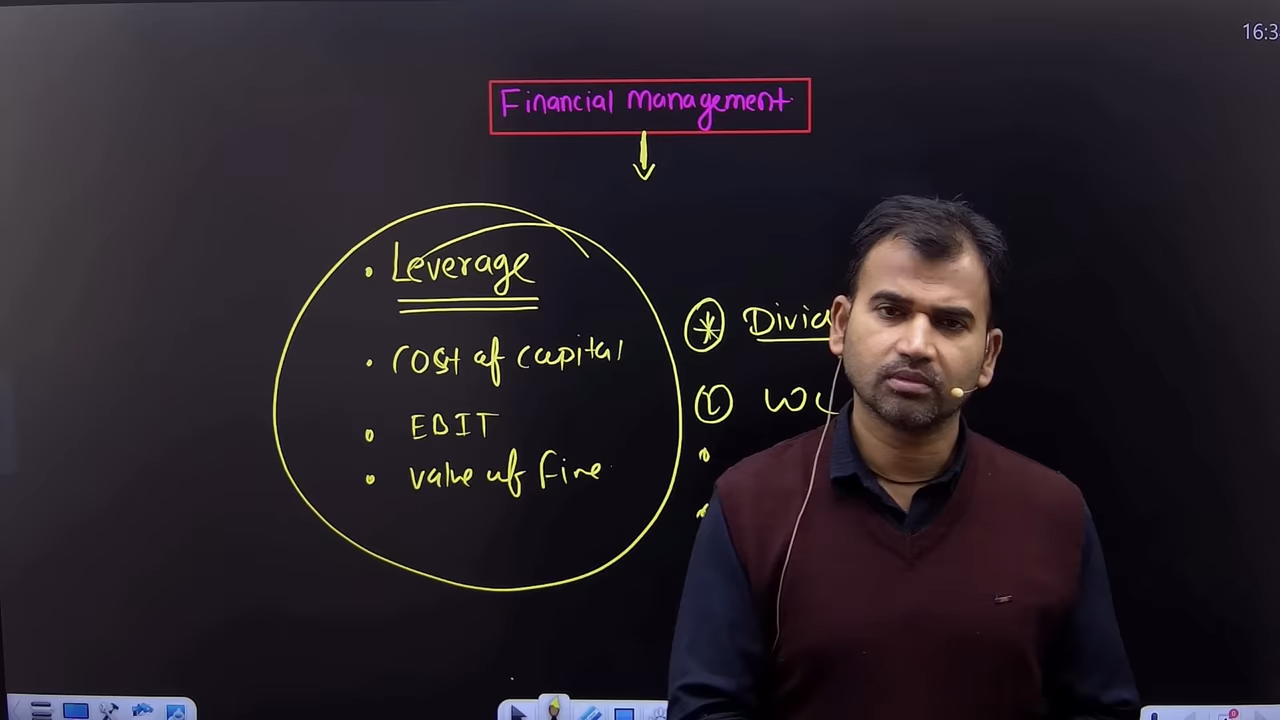 16:3
Financial management
Leverage
cost of capital
EBIT
value of Fire
Divid
WC